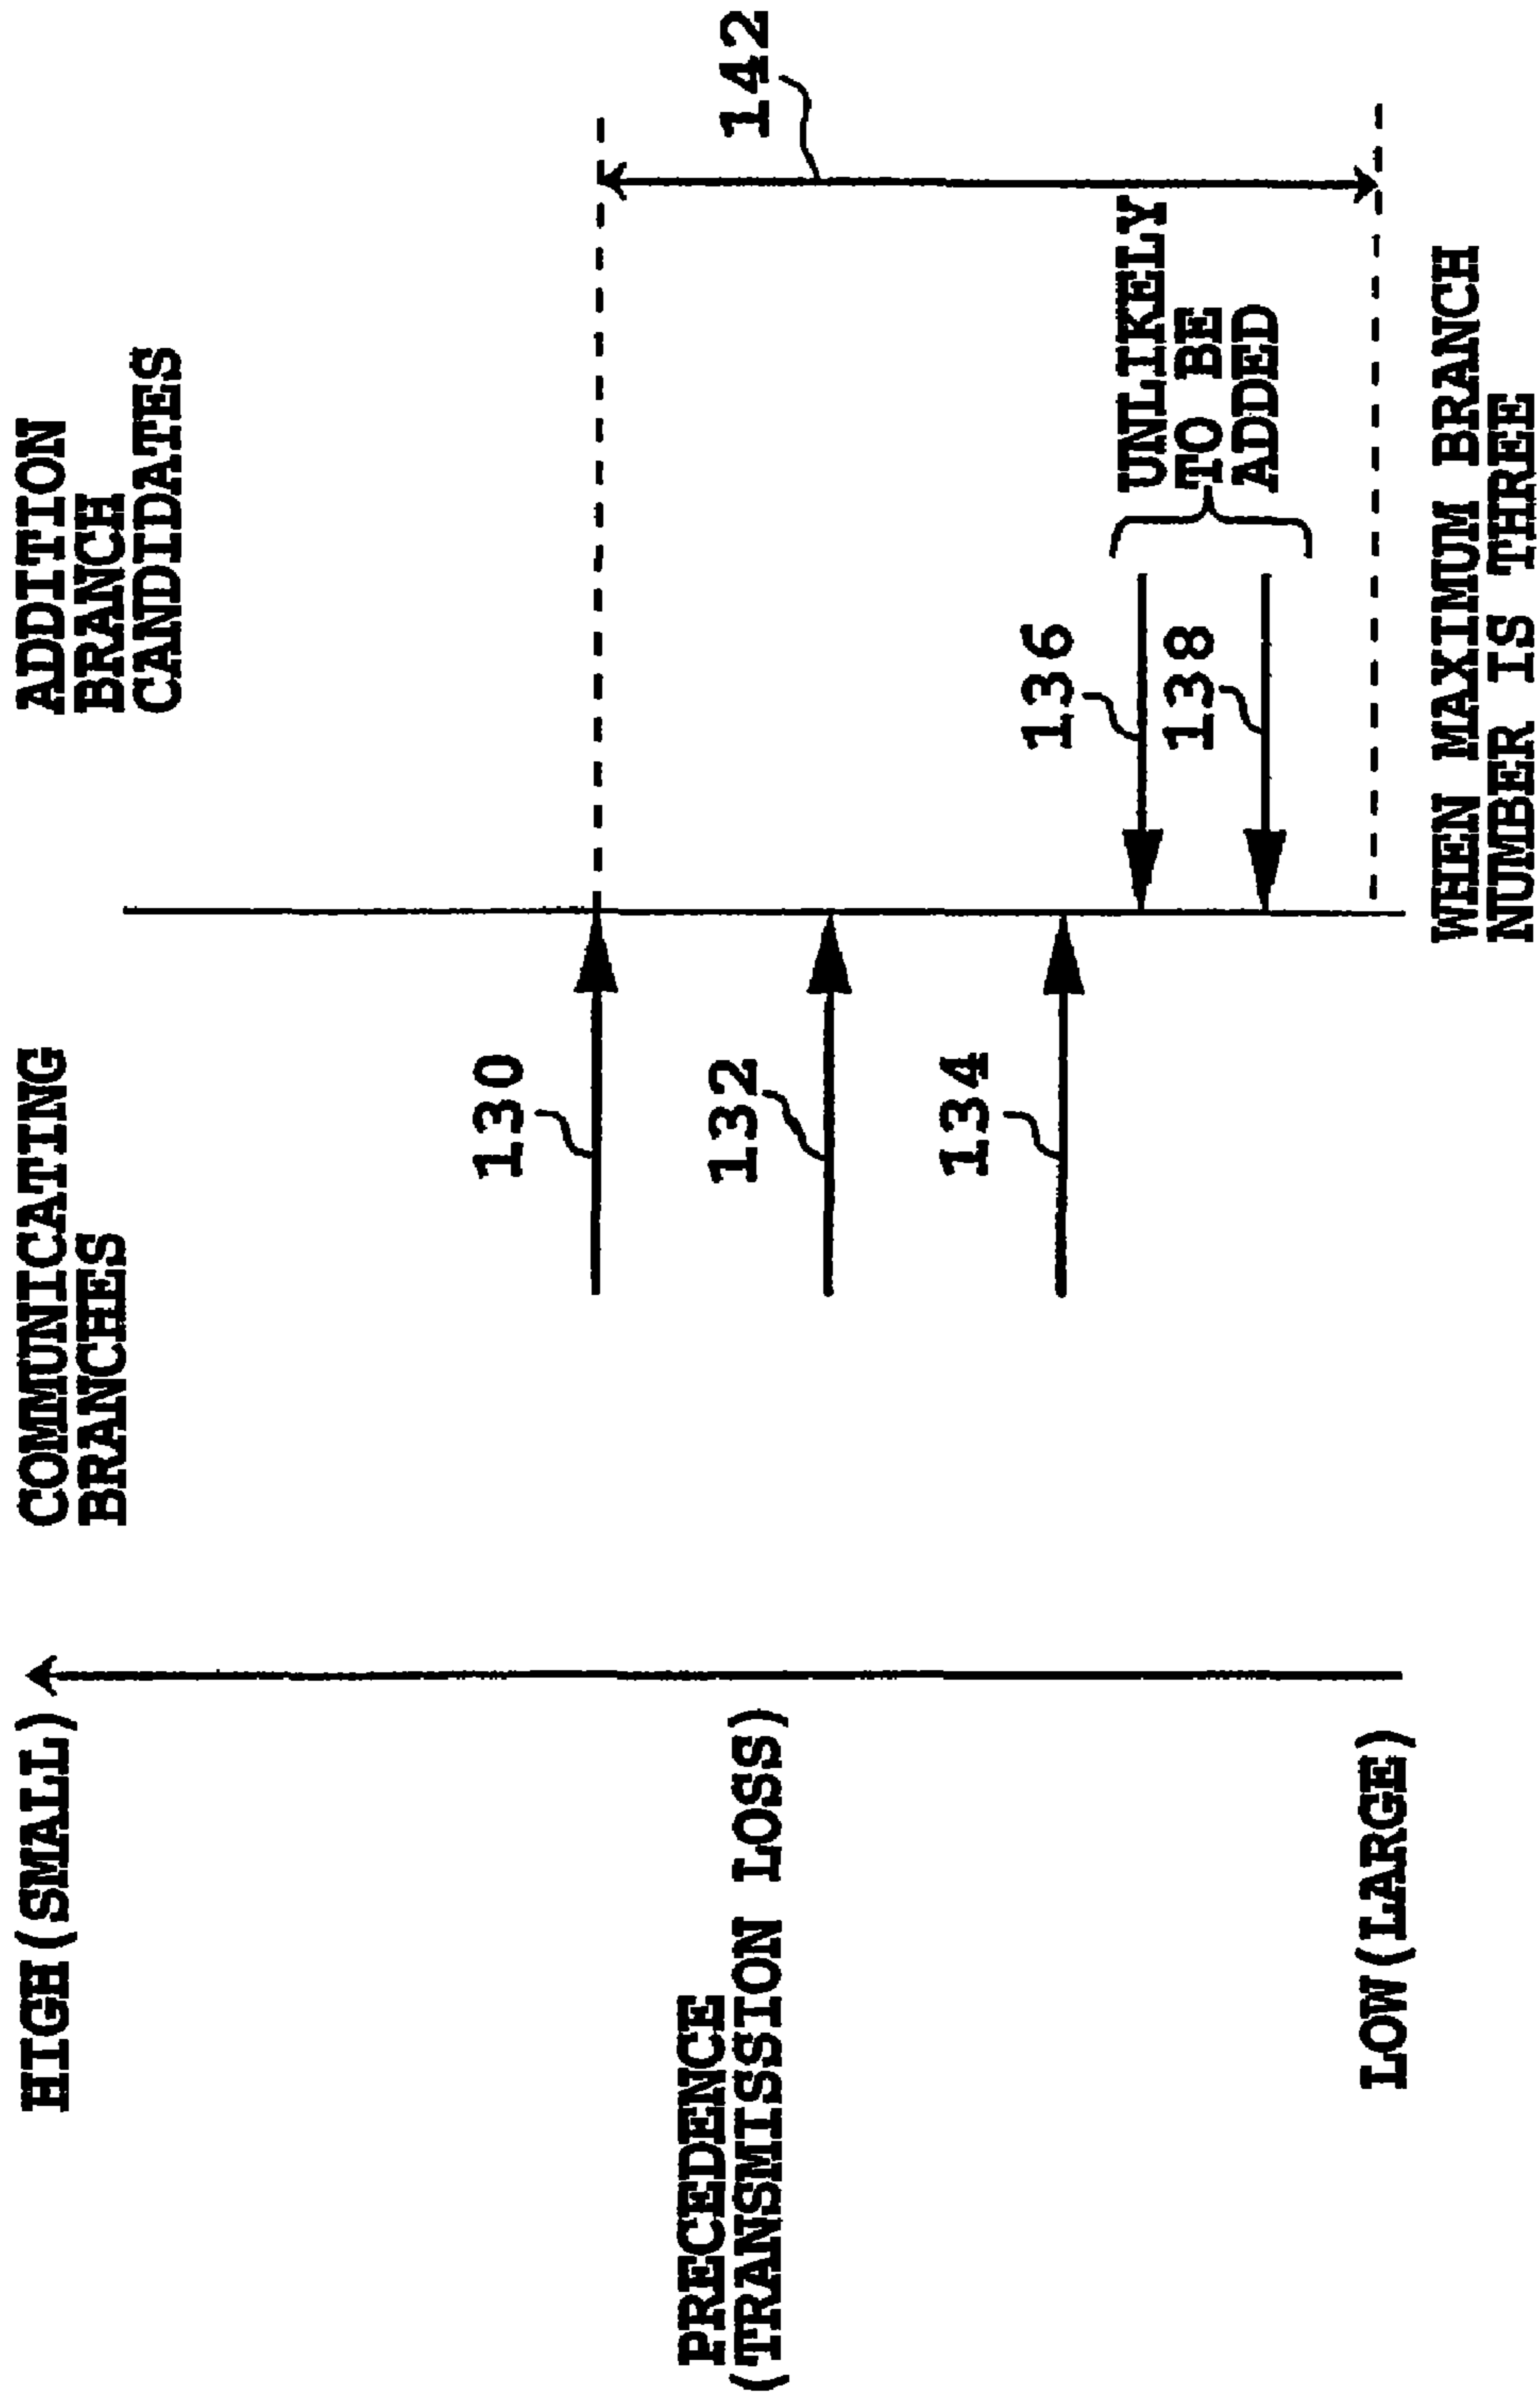 HIGH(SMALL)
PRECEDENCE
(TRANSMISSION LOSS)
LOW(LARGE)
COMMUNICATING
BRANCHES
130
132
134
ADDITION
BRANCH
CANDIDATES
136
138
UNLIKELY
TO BE
ADDED
142
WHEN MAXIMUM BRANCH
NUMBER IS THREE